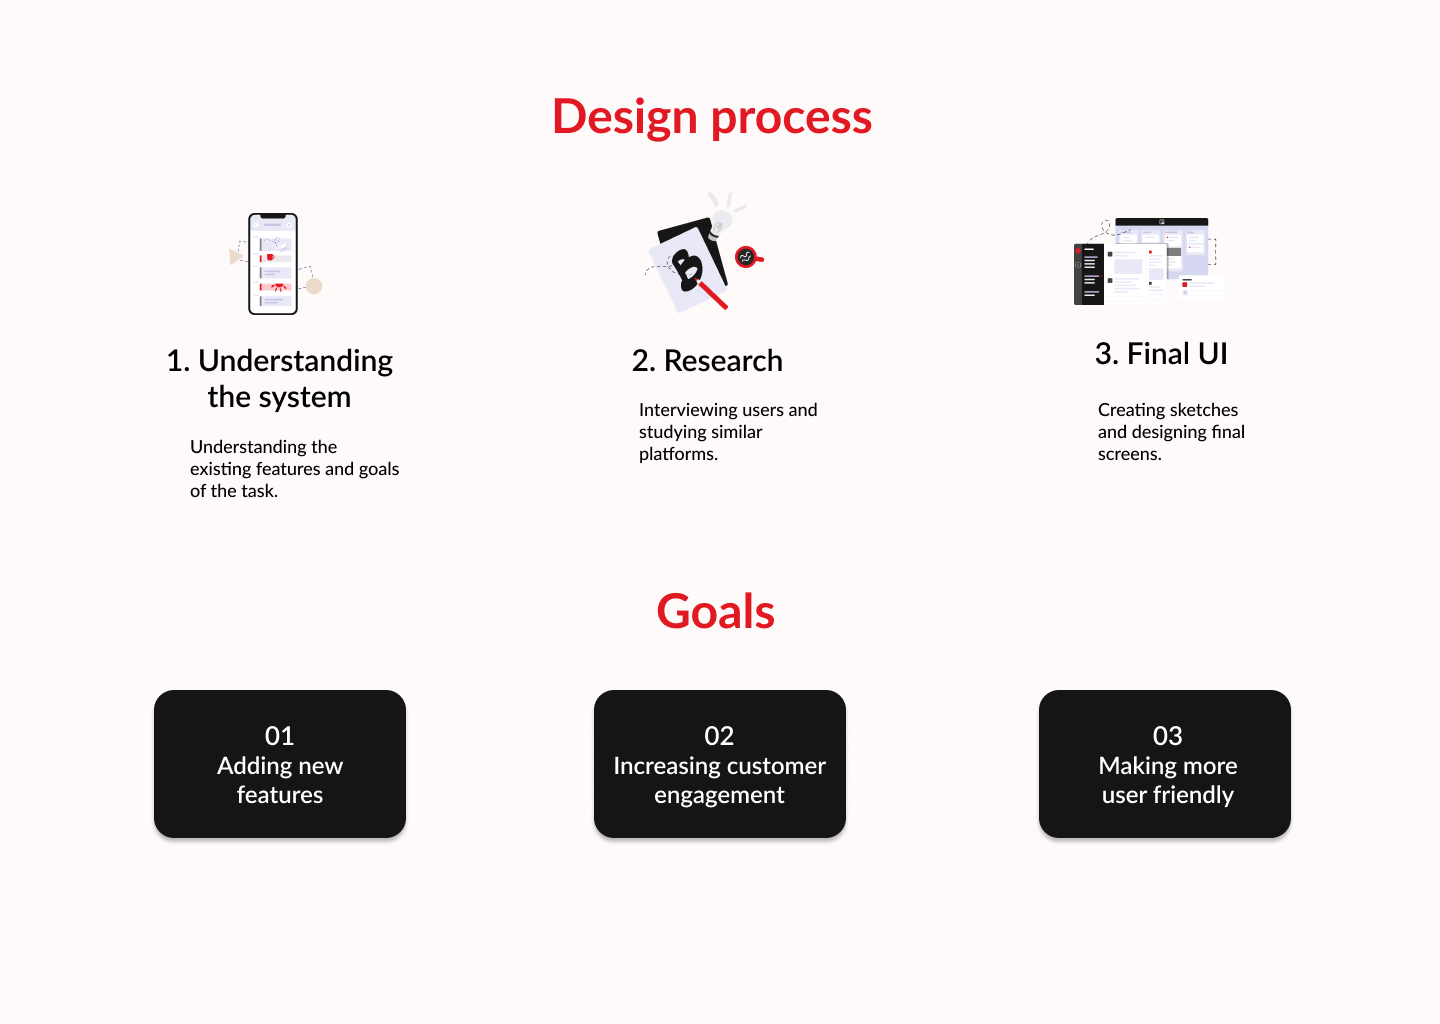 Design process
B
1. Understanding
the system
Understanding the
existing features and goals
of the task.
2. Research
Interviewing users and
studying similar
platforms.
3. Final UI
Creating sketches
and designing final
screens.
Goals
01
Adding new
features
02
Increasing customer
engagement
03
Making more
user friendly